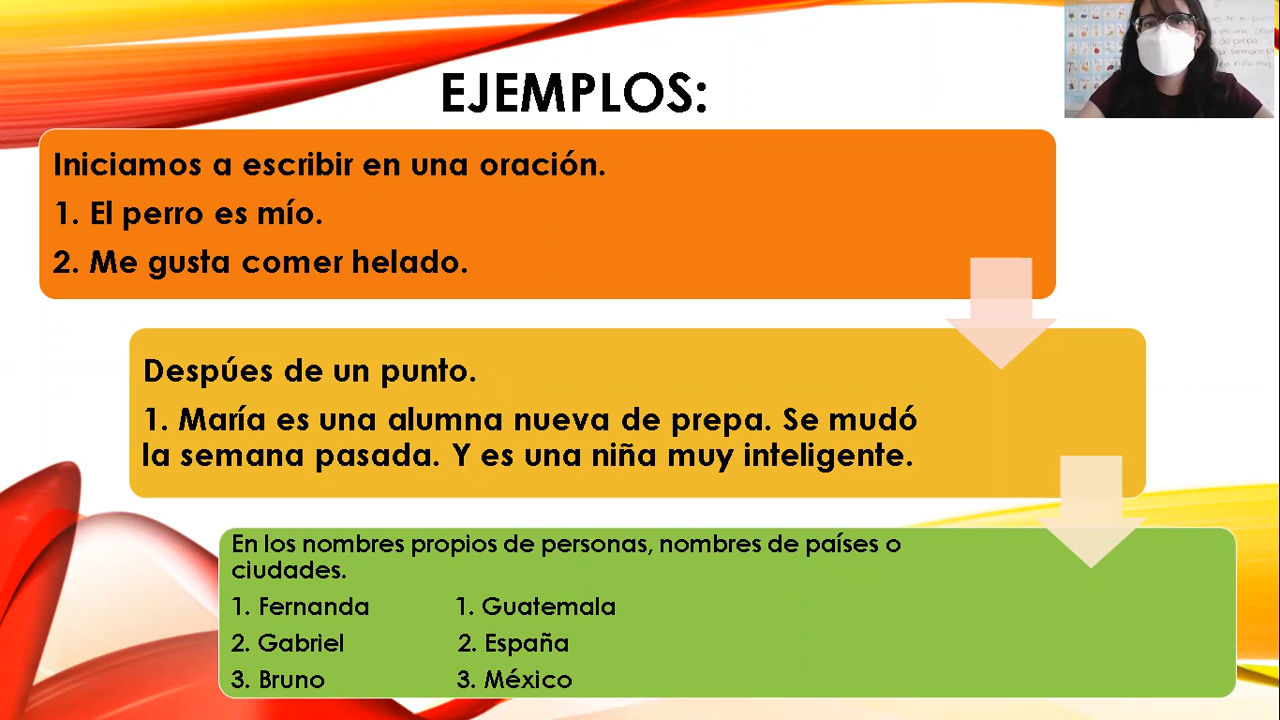 EJEMPLOS:
Iniciamos a escribir en una oración.
1. El perro es mío.
2. Me gusta comer helado.
Despúes de un punto.
1. María es una alumna nueva de prepa. Se mudó
la semana pasada. Y es una niña muy inteligente.
En los nombres propios de personas, nombres de países o
ciudades.
1. Fernanda 1. Guatemala
2. Gabriel 2. España
3. Bruno 3. México